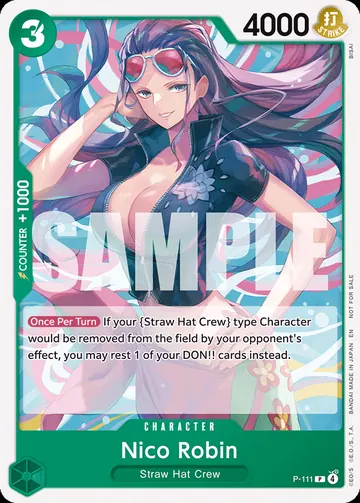 3
4000
打
STRIKE
BISAI
COUNTER +1000
SAMPLE
Once Per Turn If your {Straw Hat Crew} type Character
would be removed from the field by your opponent's
effect, you may rest 1 of your DON!! cards instead.
CHARACTER
Nico Robin
Straw Hat Crew
P-111 P 4
©E.O./S. ©E.O./S., T.A. BANDAI MADE IN JAPAN EN NOT FOR SALE